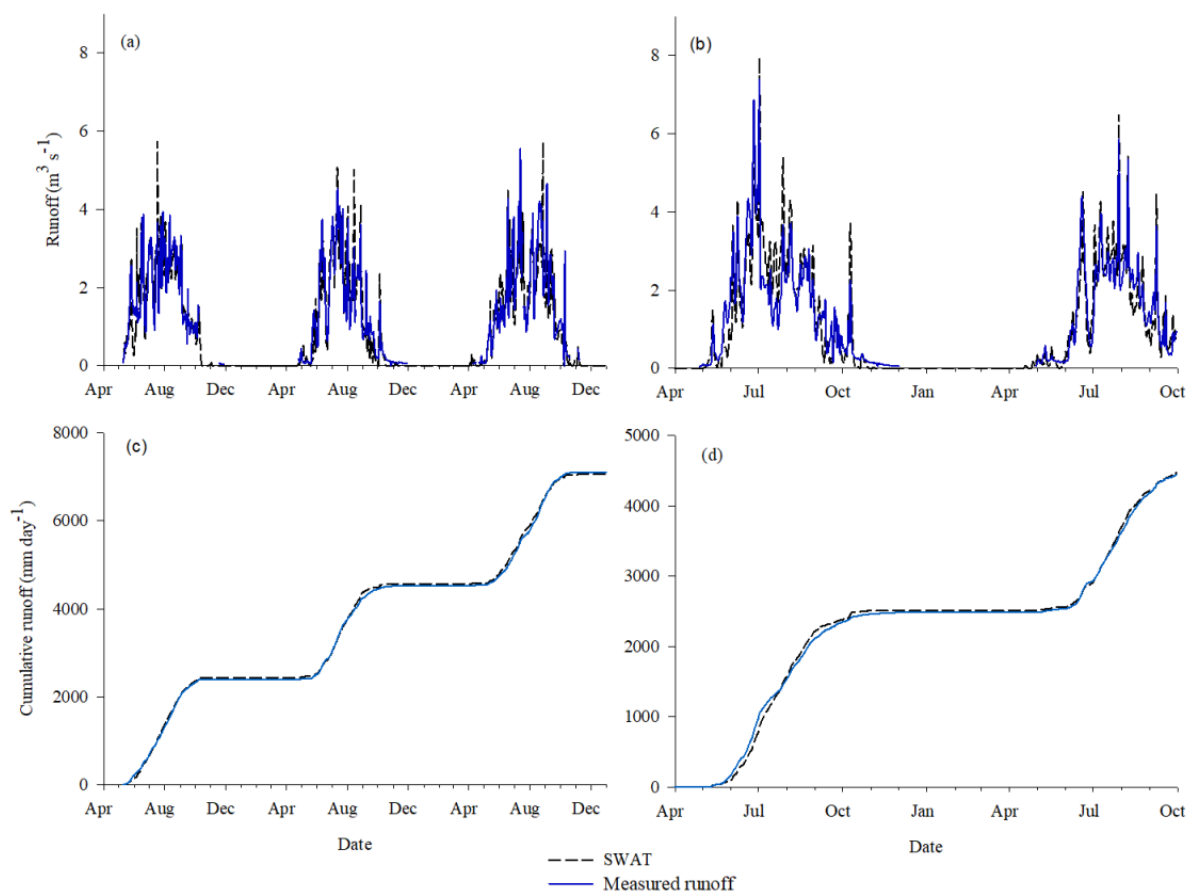 (a)
8
6
4
2
0
Runoff (m³ s⁻¹)
Apr Aug Dec Apr Aug Dec Apr Aug Dec
(b)
8
6
4
2
0
Apr Jul Oct Jan Apr Jul Oct
(c)
8000
6000
4000
2000
0
Cumulative runoff (mm day⁻¹)
Apr Aug Dec Apr Aug Dec Apr Aug Dec
Date
(d)
5000
4000
3000
2000
1000
0
Apr Jul Oct Jan Apr Jul Oct
Date
SWAT
Measured runoff